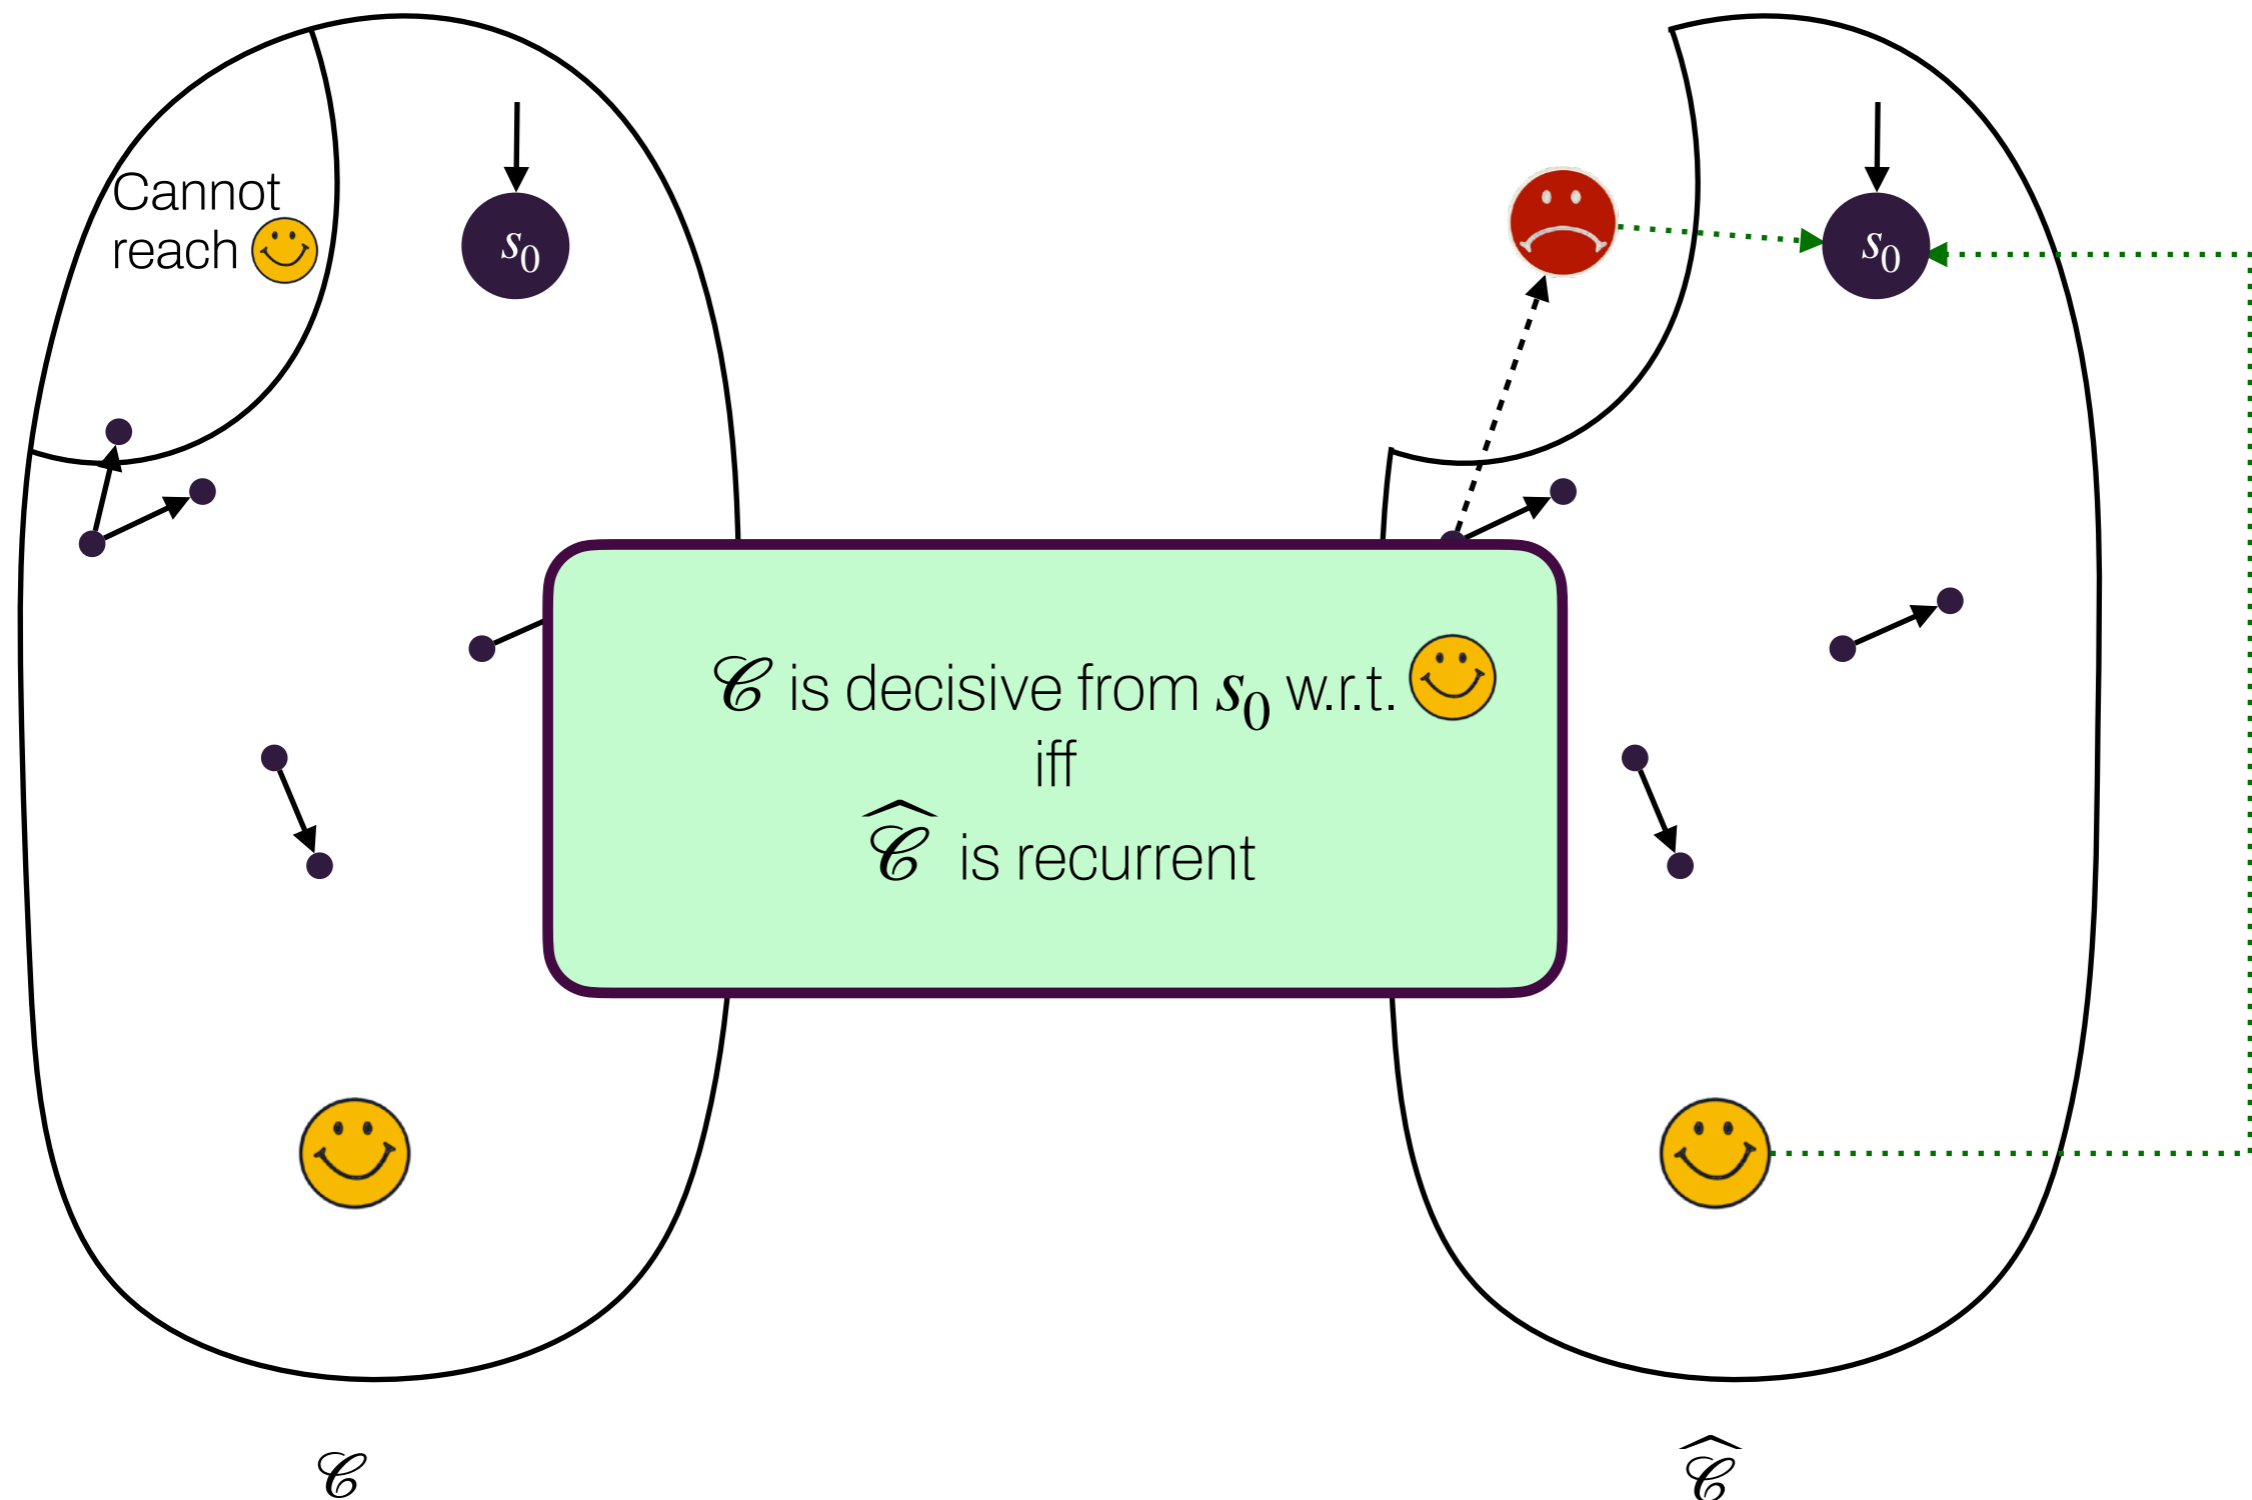 Cannot
reach
s₀
s₀
𝒞 is decisive from s₀ w.r.t.
iff
𝒞̂ is recurrent
𝒞
𝒞̂